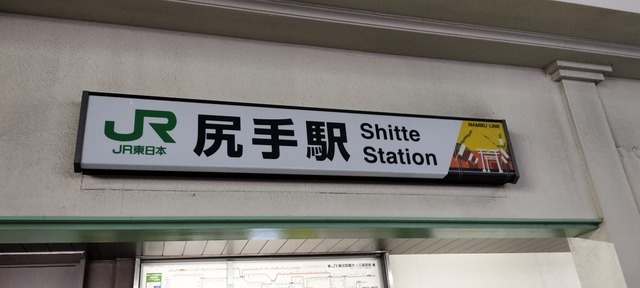 JR
JR東日本
尻手駅
Shitte
Station
NAMBU LINE